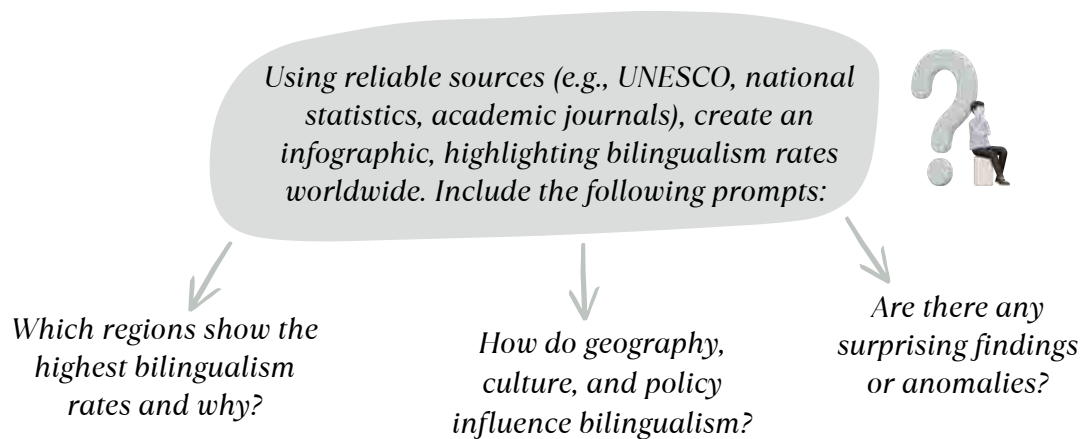 Using reliable sources (e.g., UNESCO, national
statistics, academic journals), create an
infographic, highlighting bilingualism rates
worldwide. Include the following prompts:
Which regions show the
highest bilingualism
rates and why?
How do geography,
culture, and policy
influence bilingualism?
Are there any
surprising findings
or anomalies?